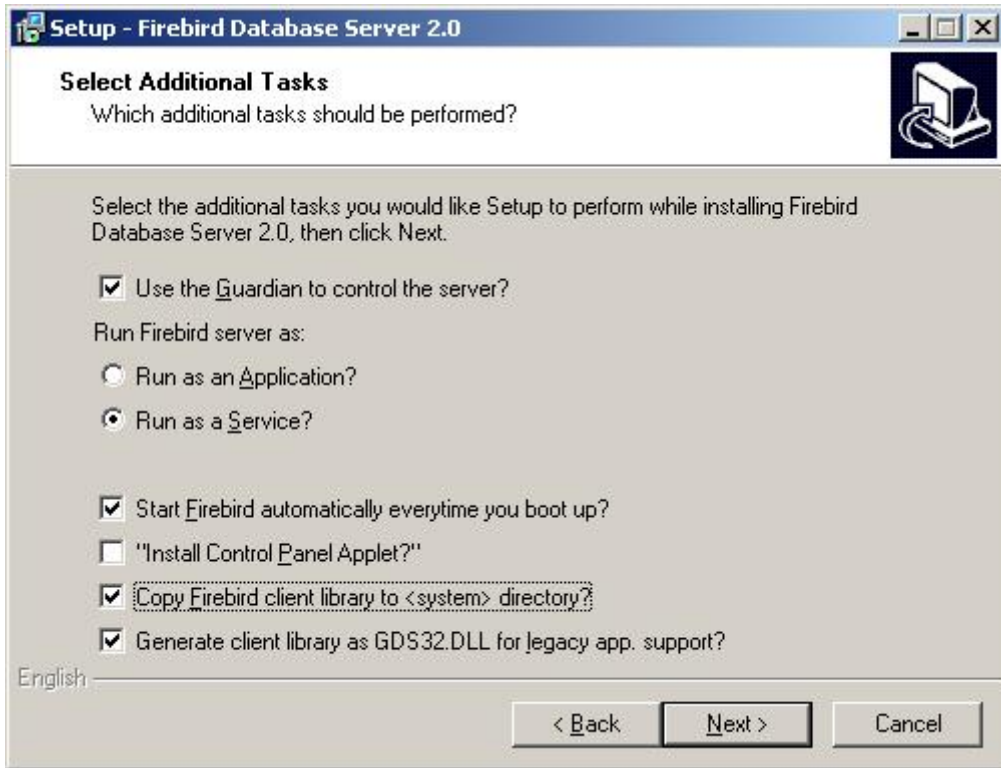 Setup - Firebird Database Server 2.0
Select Additional Tasks
Which additional tasks should be performed?
Select the additional tasks you would like Setup to perform while installing Firebird
Database Server 2.0, then click Next.
Use the Guardian to control the server?
Run Firebird server as:
Run as an Application?
Run as a Service?
Start Firebird automatically everytime you boot up?
"Install Control Panel Applet?"
Copy Firebird client library to <system> directory?
Generate client library as GDS32.DLL for legacy app. support?
English
< Back Next > Cancel